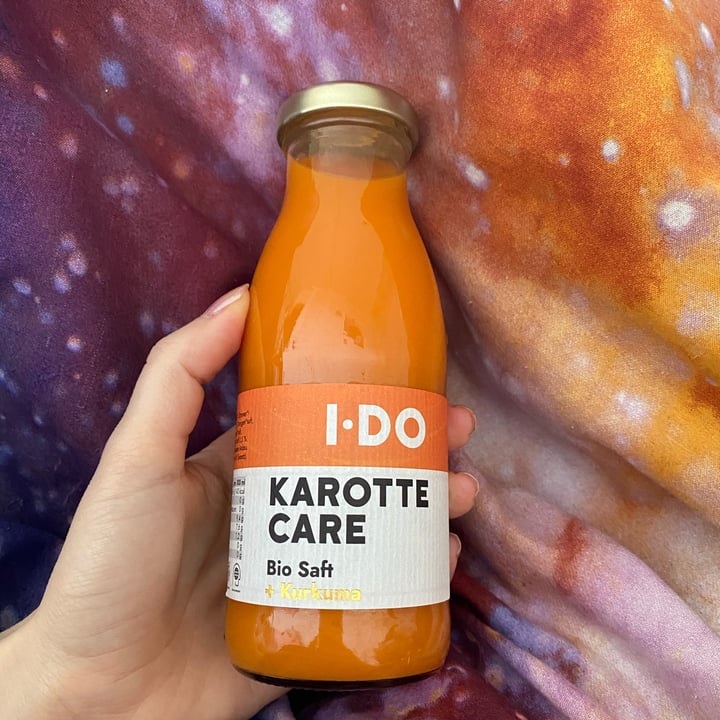 I·DO
KAROTTE
CARE
Bio Saft
+ Kurkuma